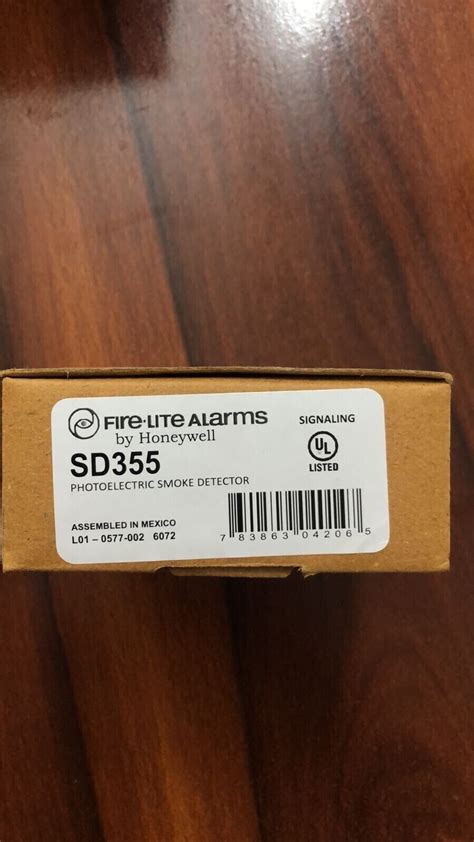 FIRE•LITE ALARMS
by Honeywell
SIGNALING
UL
LISTED
SD355
PHOTOELECTRIC SMOKE DETECTOR
ASSEMBLED IN MEXICO
L01 – 0577-002 6072
7 83863 04206 5